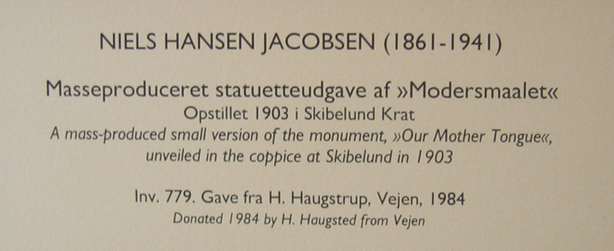 NIELS HANSEN JACOBSEN (1861-1941)
Masseproduceret statuetteudgave af »Modersmaalet«
Opstillet 1903 i Skibelund Krat
A mass-produced small version of the monument, »Our Mother Tongue«,
unveiled in the coppice at Skibelund in 1903
Inv. 779. Gave fra H. Haugstrup, Vejen, 1984
Donated 1984 by H. Haugsted from Vejen